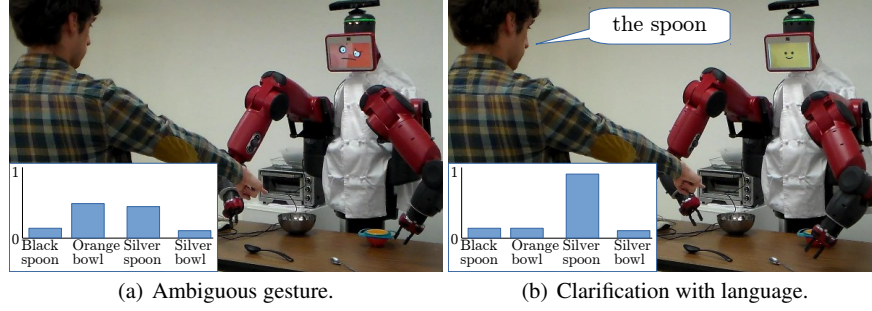 the spoon
1
0
Black spoon
Orange bowl
Silver spoon
Silver bowl
1
0
Black spoon
Orange bowl
Silver spoon
Silver bowl
(a) Ambiguous gesture.
(b) Clarification with language.